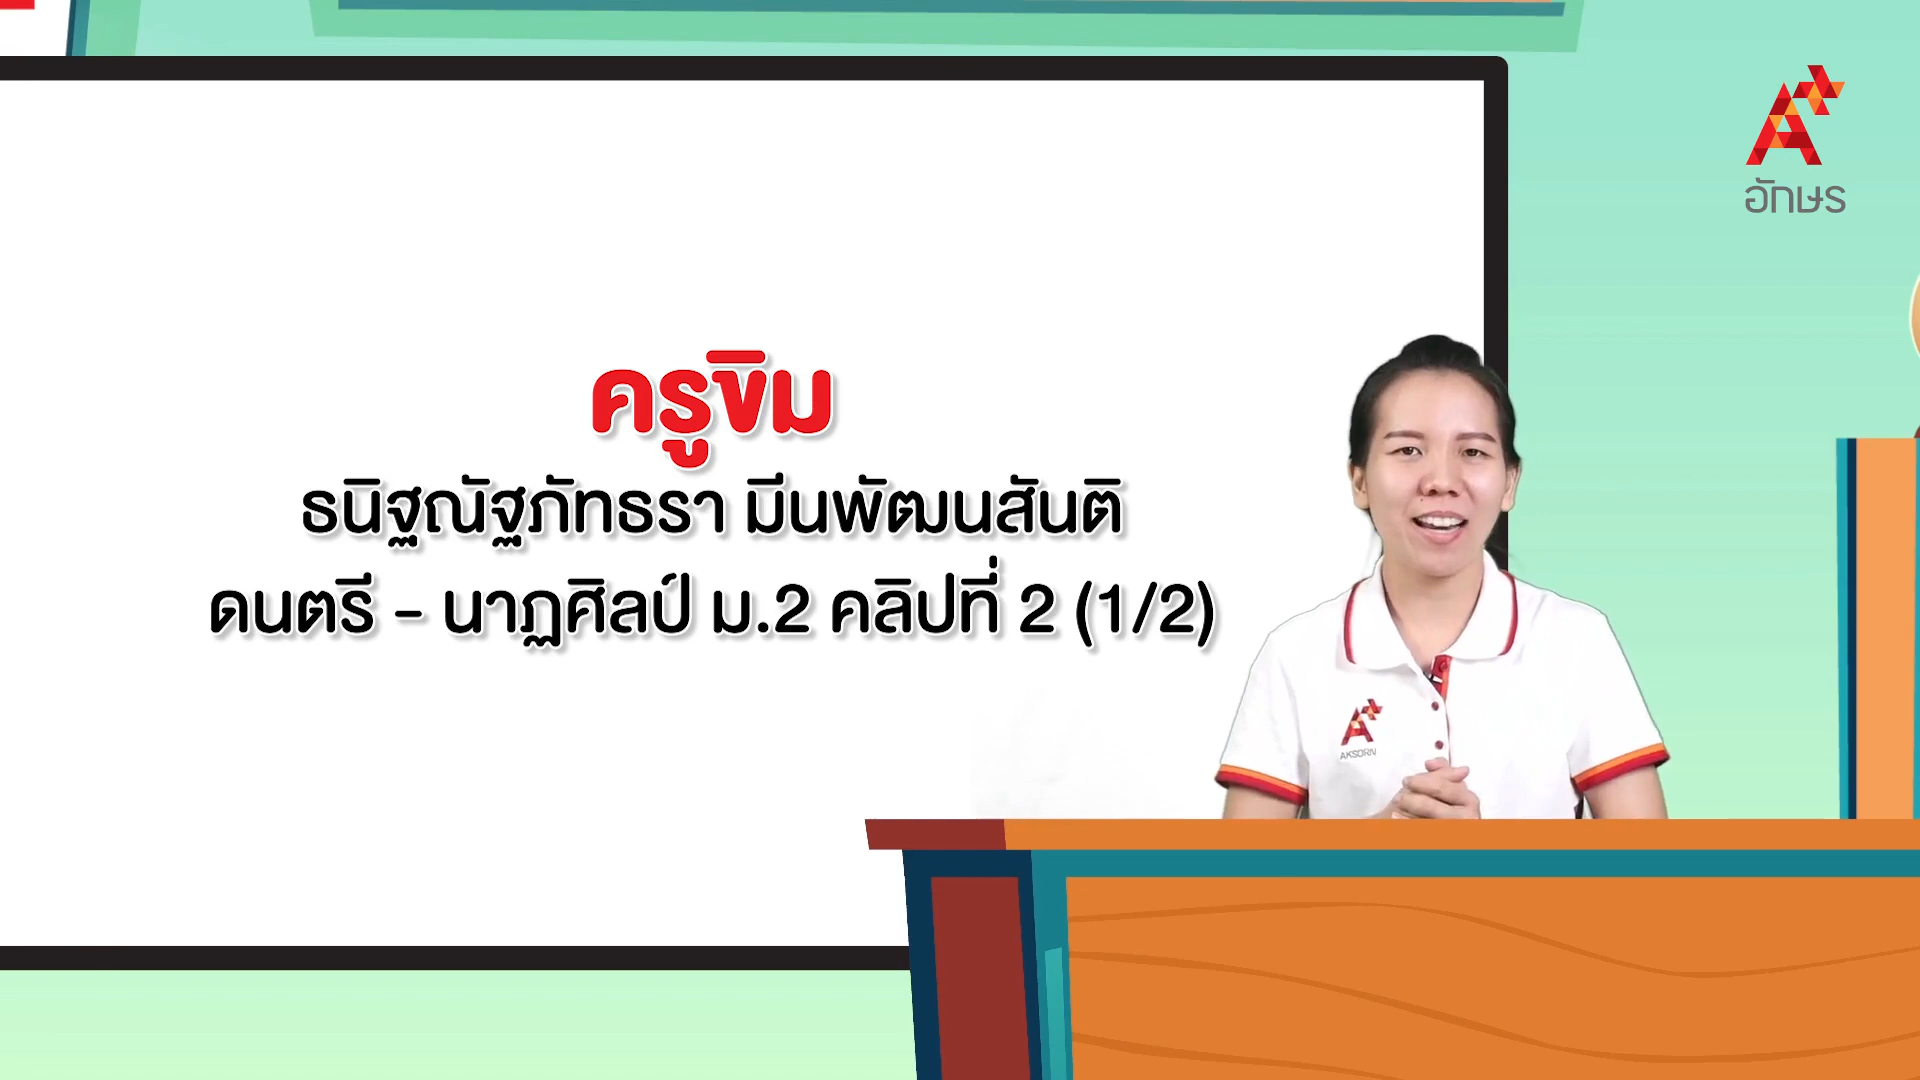 อักษร
ครูขิม
ธนิฐณัฐภัทธรา มีนพัฒนสันติ
ดนตรี - นาฏศิลป์ ม.2 คลิปที่ 2 (1/2)
AKSORN